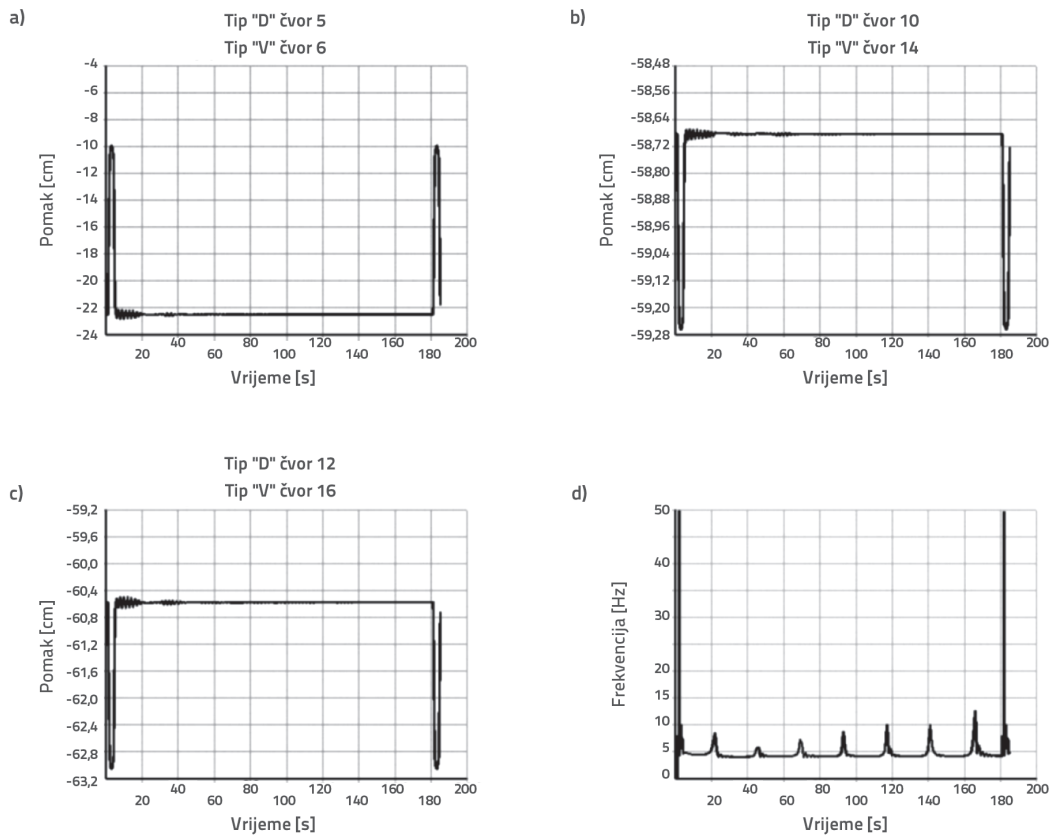 a)
Tip "D" čvor 5
Tip "V" čvor 6
-4
-6
-8
-10
-12
-14
-16
-18
-20
-22
-24
Pomak [cm]
20 40 60 80 100 120 140 160 180 200
Vrijeme [s]
b)
Tip "D" čvor 10
Tip "V" čvor 14
-58,48
-58,56
-58,64
-58,72
-58,80
-58,88
-58,96
-59,04
-59,12
-59,20
-59,28
Pomak [cm]
20 40 60 80 100 120 140 160 180 200
Vrijeme [s]
c)
Tip "D" čvor 12
Tip "V" čvor 16
-59,2
-59,6
-60,0
-60,4
-60,8
-61,2
-61,6
-62,0
-62,4
-62,8
-63,2
Pomak [cm]
20 40 60 80 100 120 140 160 180 200
Vrijeme [s]
d)
50
40
30
20
15
10
5
0
Frekvencija [Hz]
20 40 60 80 100 120 140 160 180 200
Vrijeme [s]